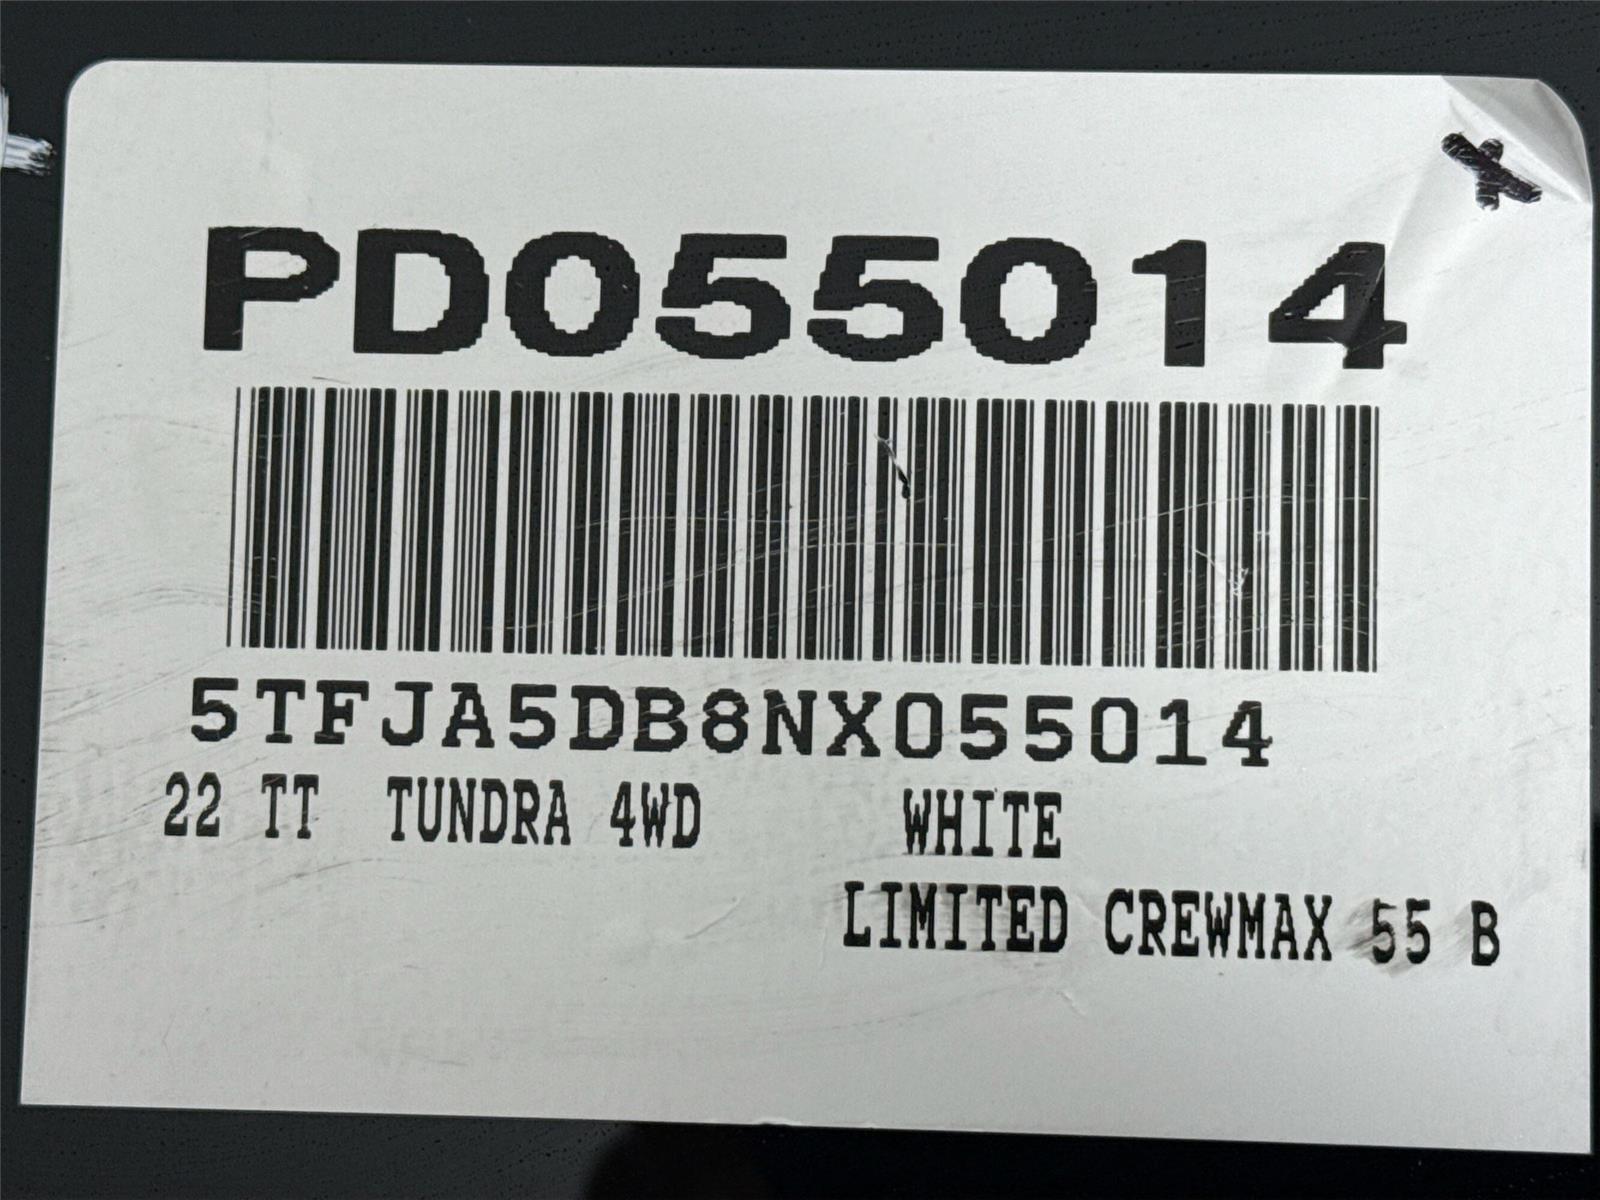 PD055014
5TFJA5DB8NX055014
22 TT TUNDRA 4WD WHITE
LIMITED CREWMAX 55 B